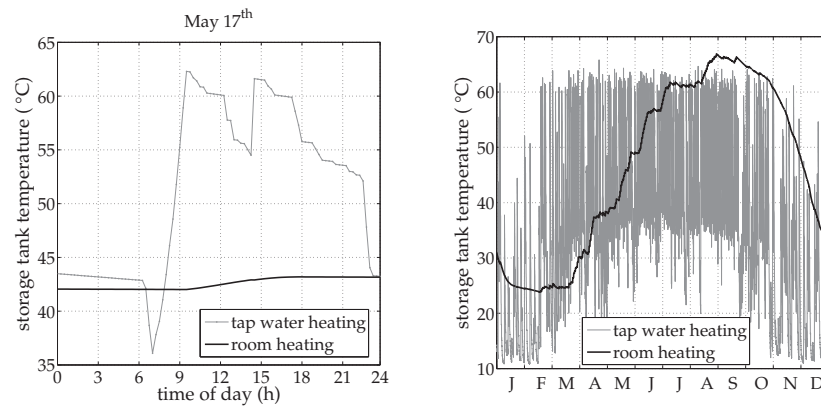 May 17th
65
60
55
50
45
40
35
storage tank temperature ( °C)
0 3 6 9 12 15 18 21 24
time of day (h)
tap water heating
room heating
70
60
50
40
30
20
10
storage tank temperature ( °C)
J F M A M J J A S O N D
tap water heating
room heating